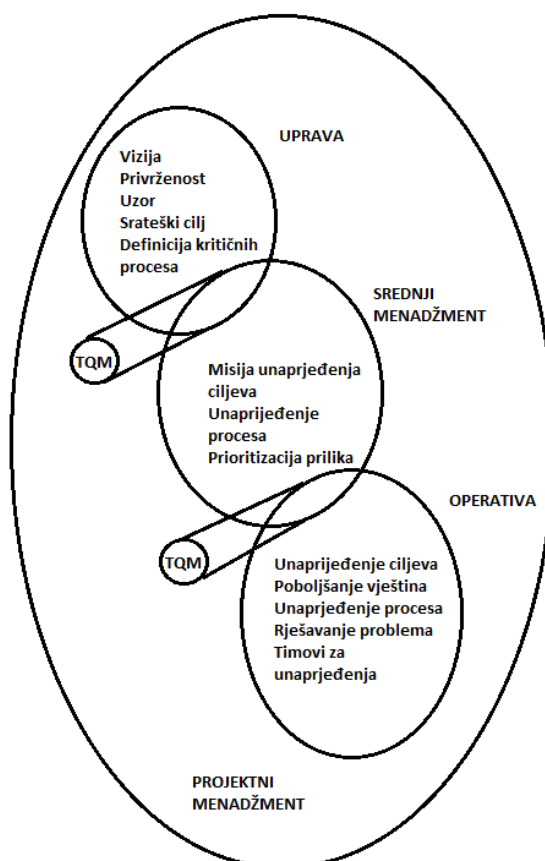 UPRAVA
Vizija
Privrženost
Uzor
Srateški cilj
Definicija kritičnih
procesa
TQM
SREDNJI
MENADŽMENT
Misija unaprjeđenja
ciljeva
Unaprijeđenje
procesa
Prioritizacija prilika
TQM
OPERATIVA
Unaprijeđenje ciljeva
Poboljšanje vještina
Unaprjeđenje procesa
Rješavanje problema
Timovi za
unaprjeđenja
PROJEKTNI
MENADŽMENT